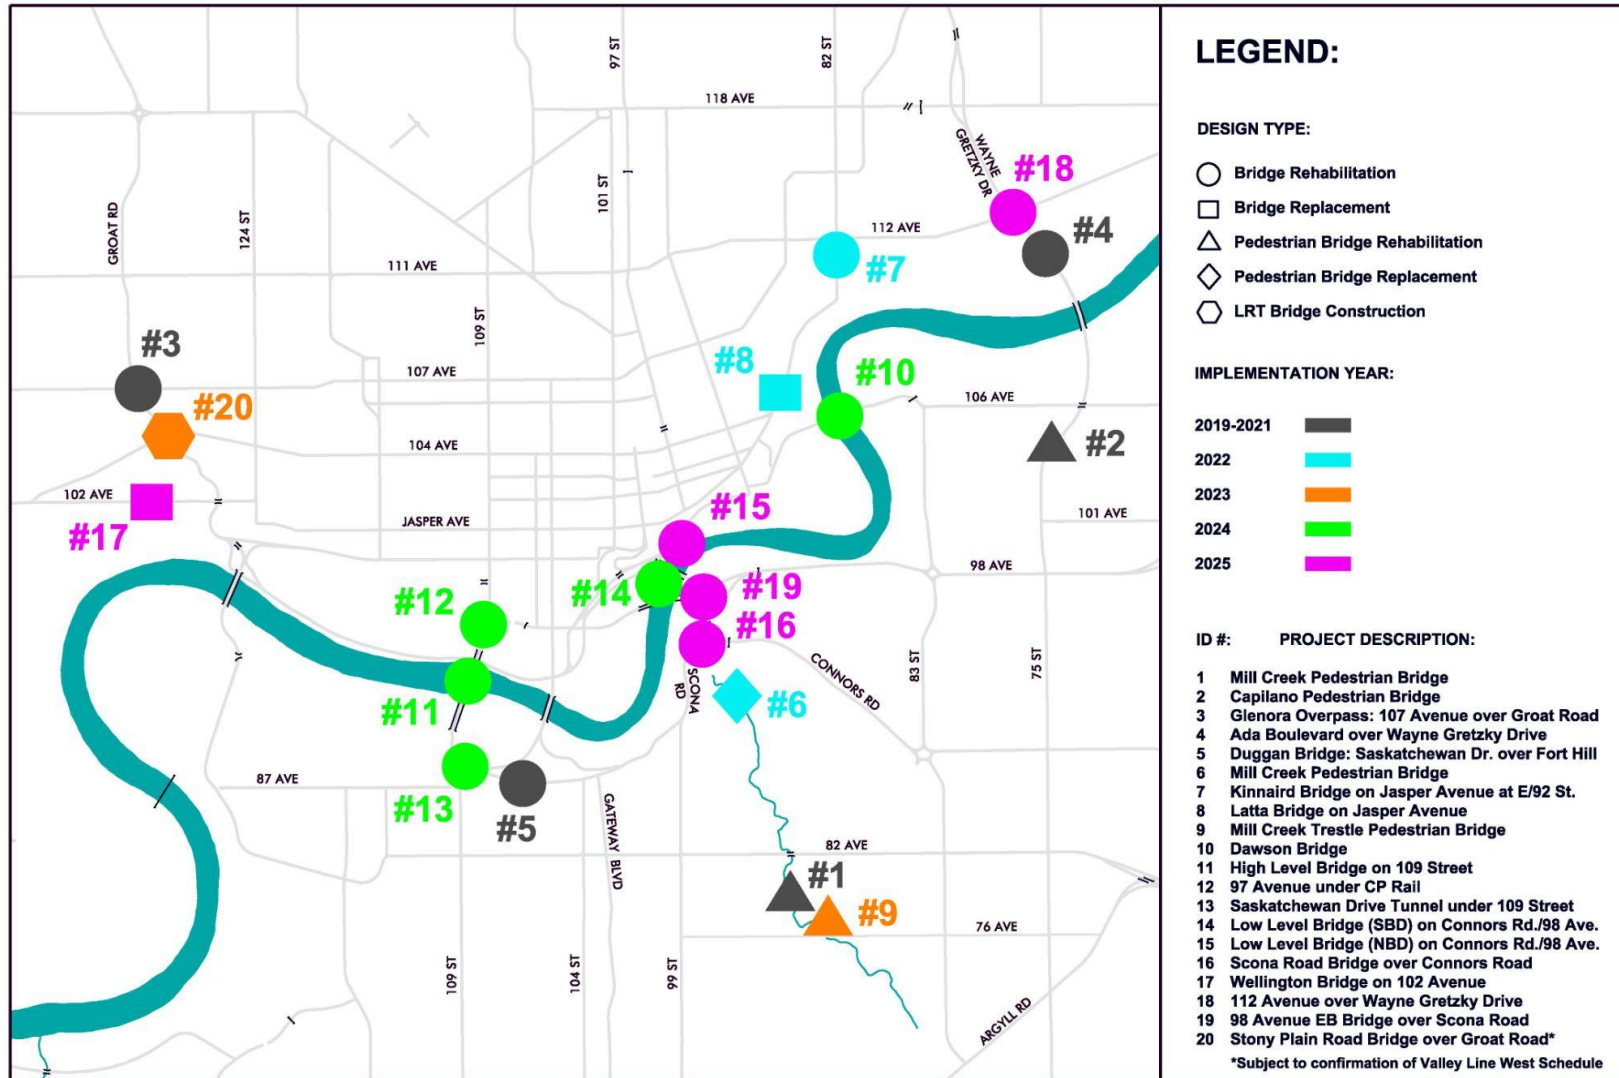 97 ST
82 ST
118 AVE
WAYNE
GRETZKY DR
#18
101 ST
GROAT RD
124 ST
112 AVE
#4
111 AVE
#7
109 ST
#3
#8
107 AVE
#10
106 AVE
#20
104 AVE
#2
102 AVE
#15
101 AVE
JASPER AVE
#17
98 AVE
#14
#19
#12
#16
CONNORS RD
83 ST
75 ST
SCONA
RD
#6
#11
87 AVE
#13
#5
GATEWAY BLVD
82 AVE
#1
#9
76 AVE
109 ST
104 ST
99 ST
ARGYLL RD
LEGEND:
DESIGN TYPE:
Bridge Rehabilitation
Bridge Replacement
Pedestrian Bridge Rehabilitation
Pedestrian Bridge Replacement
LRT Bridge Construction
IMPLEMENTATION YEAR:
2019-2021
2022
2023
2024
2025
ID #: PROJECT DESCRIPTION:
1 Mill Creek Pedestrian Bridge
2 Capilano Pedestrian Bridge
3 Glenora Overpass: 107 Avenue over Groat Road
4 Ada Boulevard over Wayne Gretzky Drive
5 Duggan Bridge: Saskatchewan Dr. over Fort Hill
6 Mill Creek Pedestrian Bridge
7 Kinnaird Bridge on Jasper Avenue at E/92 St.
8 Latta Bridge on Jasper Avenue
9 Mill Creek Trestle Pedestrian Bridge
10 Dawson Bridge
11 High Level Bridge on 109 Street
12 97 Avenue under CP Rail
13 Saskatchewan Drive Tunnel under 109 Street
14 Low Level Bridge (SBD) on Connors Rd./98 Ave.
15 Low Level Bridge (NBD) on Connors Rd./98 Ave.
16 Scona Road Bridge over Connors Road
17 Wellington Bridge on 102 Avenue
18 112 Avenue over Wayne Gretzky Drive
19 98 Avenue EB Bridge over Scona Road
20 Stony Plain Road Bridge over Groat Road*
*Subject to confirmation of Valley Line West Schedule